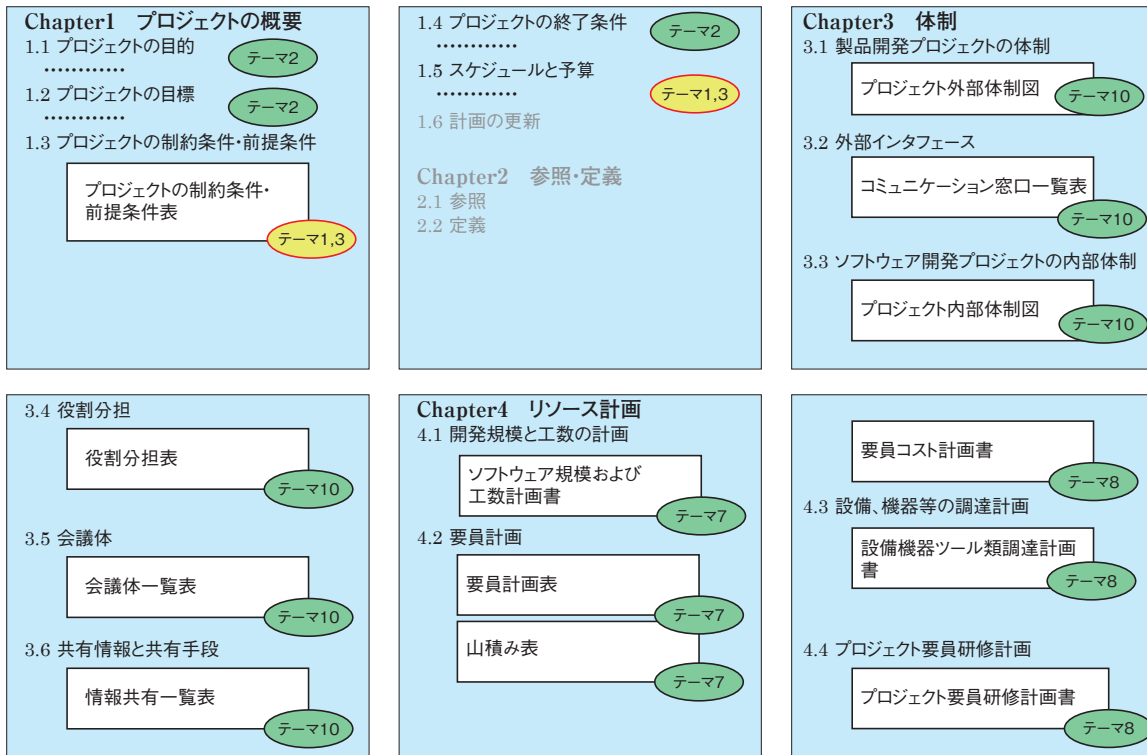 Chapter1 プロジェクトの概要
1.1 プロジェクトの目的
…………
テーマ2
1.2 プロジェクトの目標
…………
テーマ2
1.3 プロジェクトの制約条件・前提条件
プロジェクトの制約条件・
前提条件表
テーマ1,3
1.4 プロジェクトの終了条件
…………
テーマ2
1.5 スケジュールと予算
…………
テーマ1,3
1.6 計画の更新
Chapter2 参照・定義
2.1 参照
2.2 定義
Chapter3 体制
3.1 製品開発プロジェクトの体制
プロジェクト外部体制図
テーマ10
3.2 外部インタフェース
コミュニケーション窓口一覧表
テーマ10
3.3 ソフトウェア開発プロジェクトの内部体制
プロジェクト内部体制図
テーマ10
3.4 役割分担
役割分担表
テーマ10
3.5 会議体
会議体一覧表
テーマ10
3.6 共有情報と共有手段
情報共有一覧表
テーマ10
Chapter4 リソース計画
4.1 開発規模と工数の計画
ソフトウェア規模および
工数計画書
テーマ7
4.2 要員計画
要員計画表
テーマ7
山積み表
テーマ7
要員コスト計画書
テーマ8
4.3 設備、機器等の調達計画
設備機器ツール類調達計画
書
テーマ8
4.4 プロジェクト要員研修計画
プロジェクト要員研修計画書
テーマ8